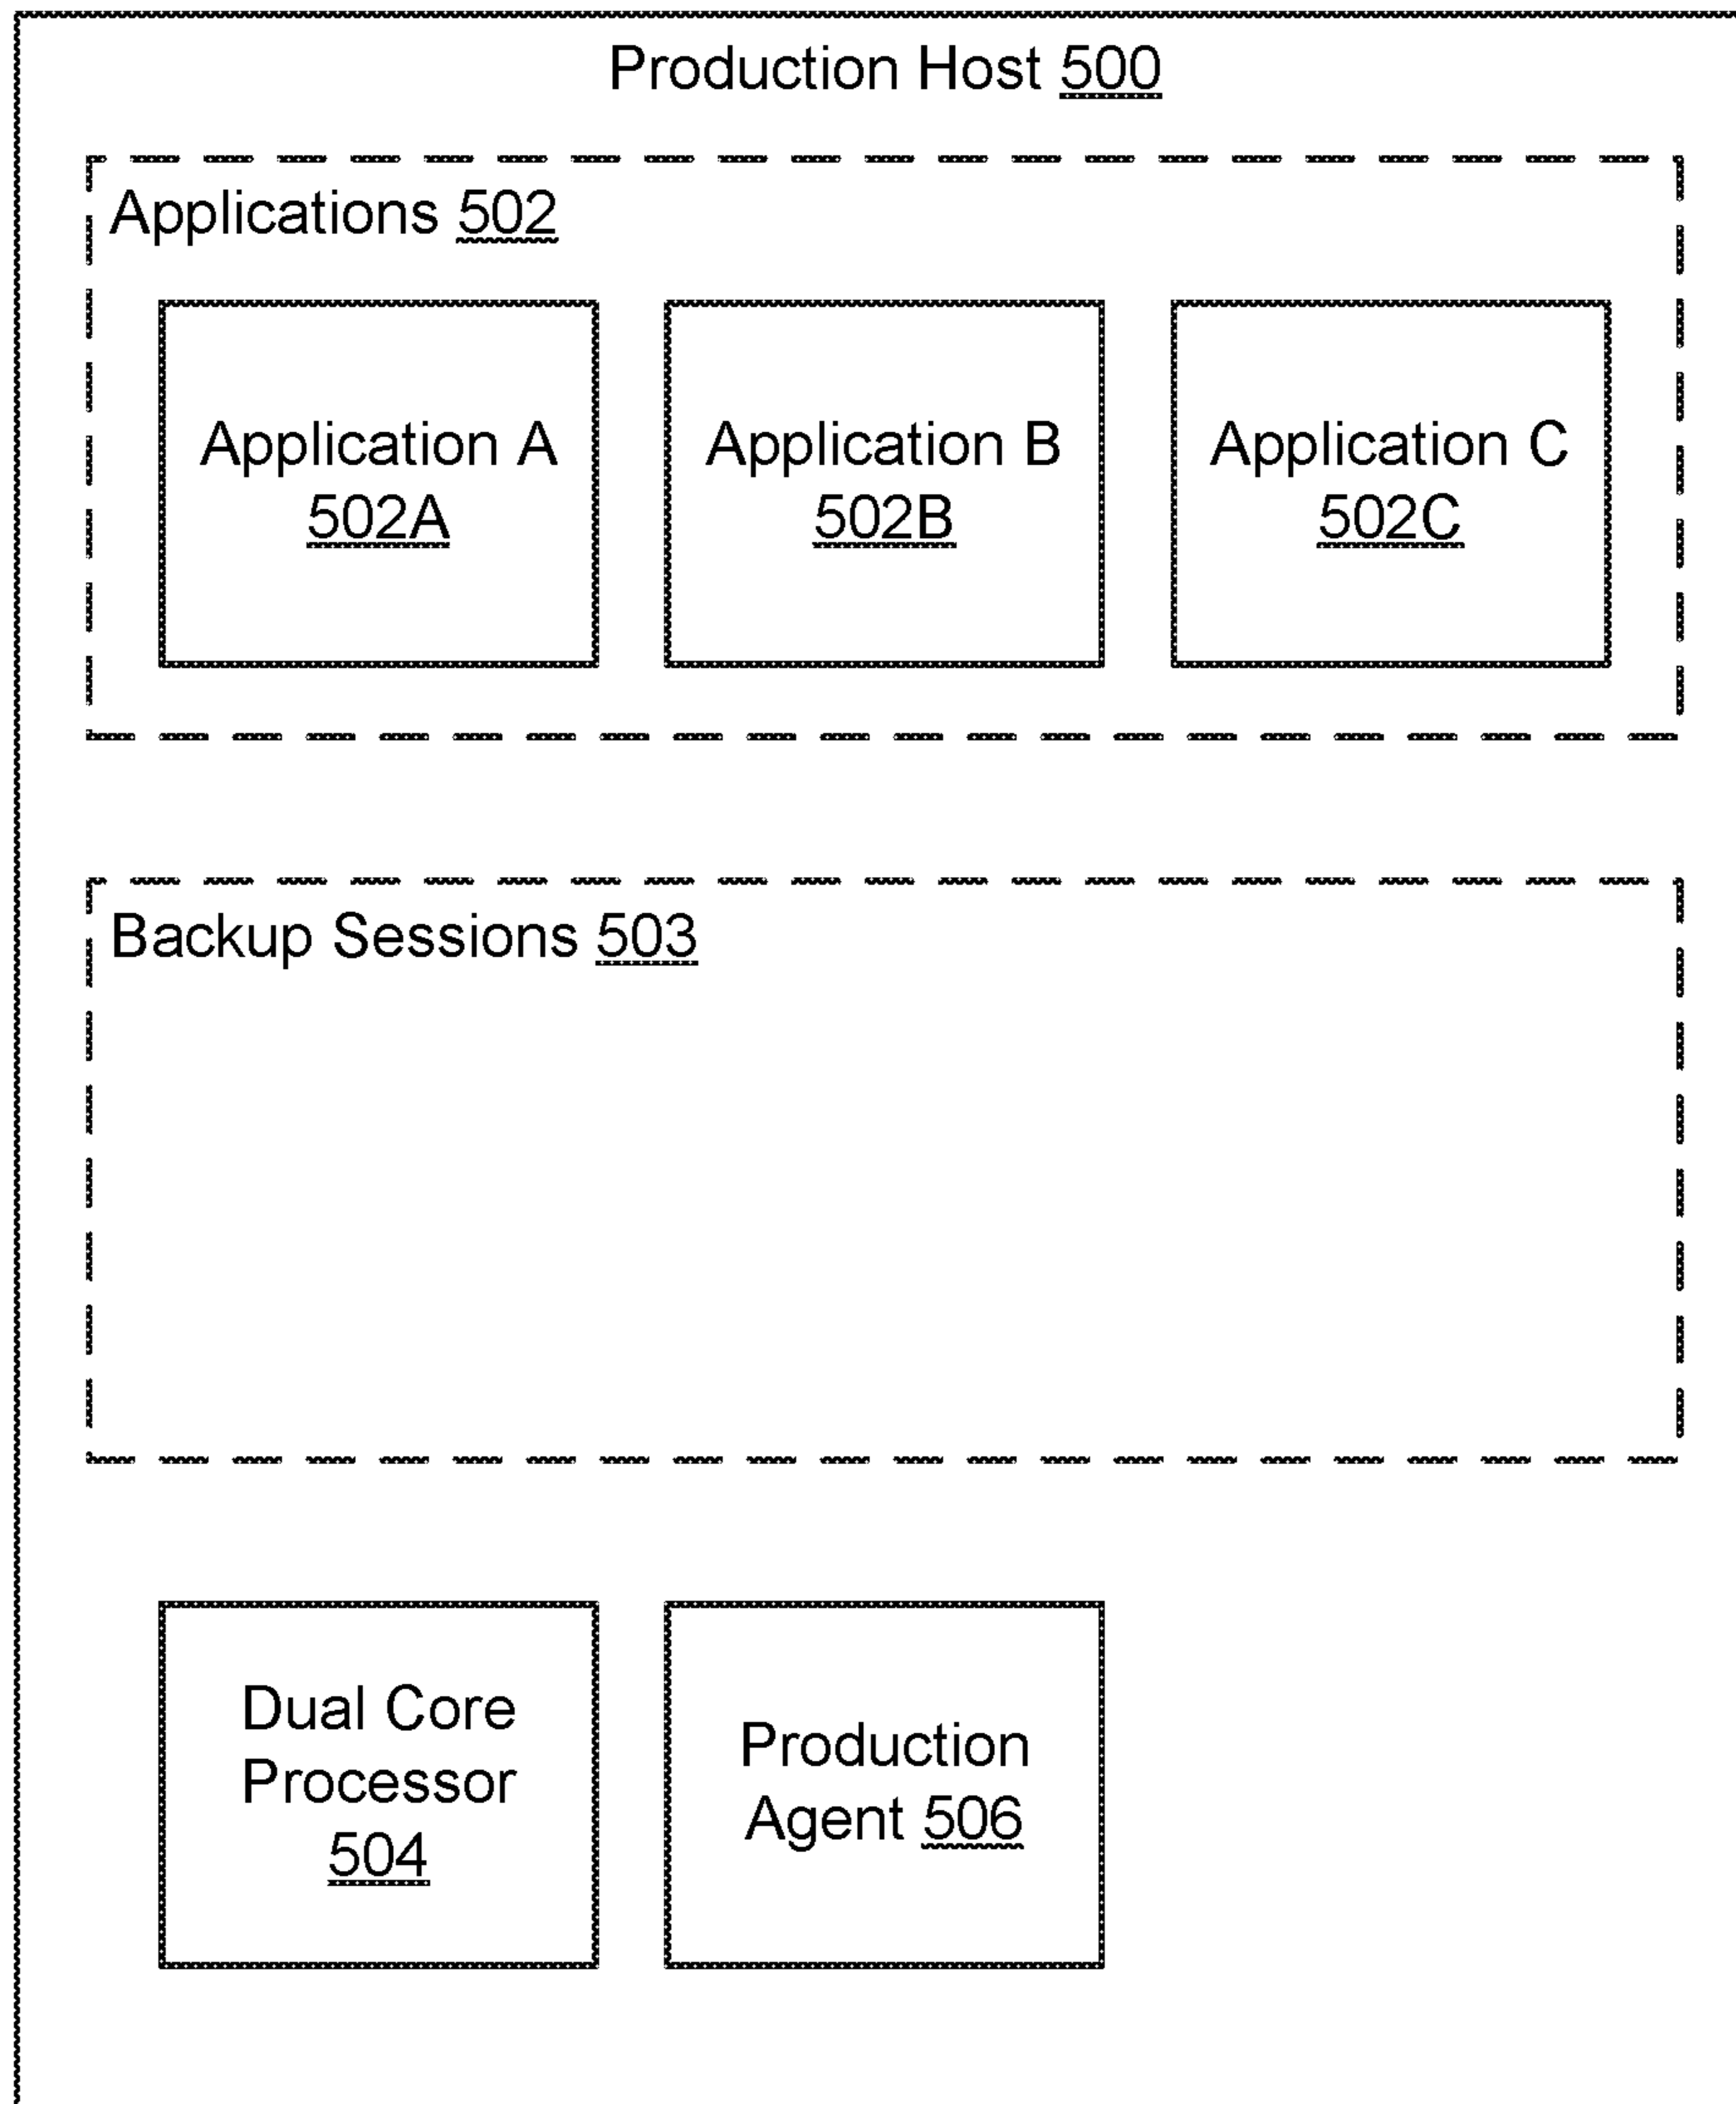 Production Host 500
Applications 502
Application A
502A
Application B
502B
Application C
502C
Backup Sessions 503
Dual Core
Processor
504
Production
Agent 506